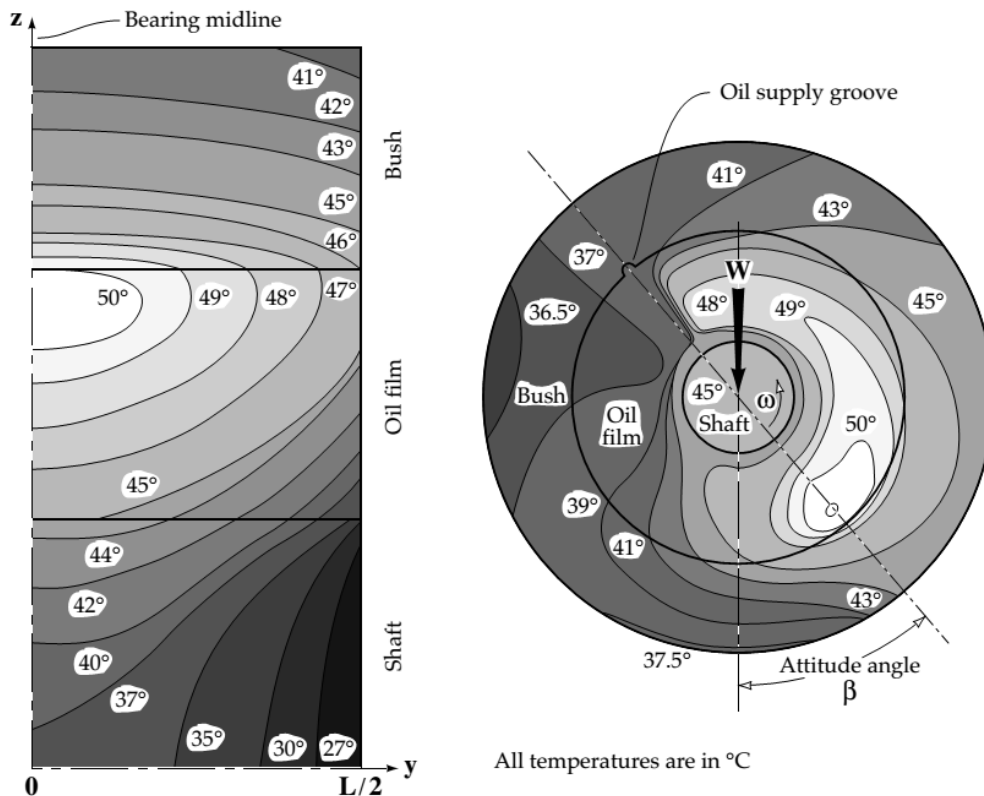 z
Bearing midline
41°
42°
43°
45°
46°
47°
50°
49°
48°
45°
44°
42°
40°
37°
35°
30°
27°
0
L/2
y
Bush
Oil film
Shaft
Oil supply groove
41°
43°
37°
W
36.5°
48°
49°
45°
Bush
45°
ω
Oil
film
Shaft
50°
39°
41°
43°
37.5°
Attitude angle
β
All temperatures are in °C